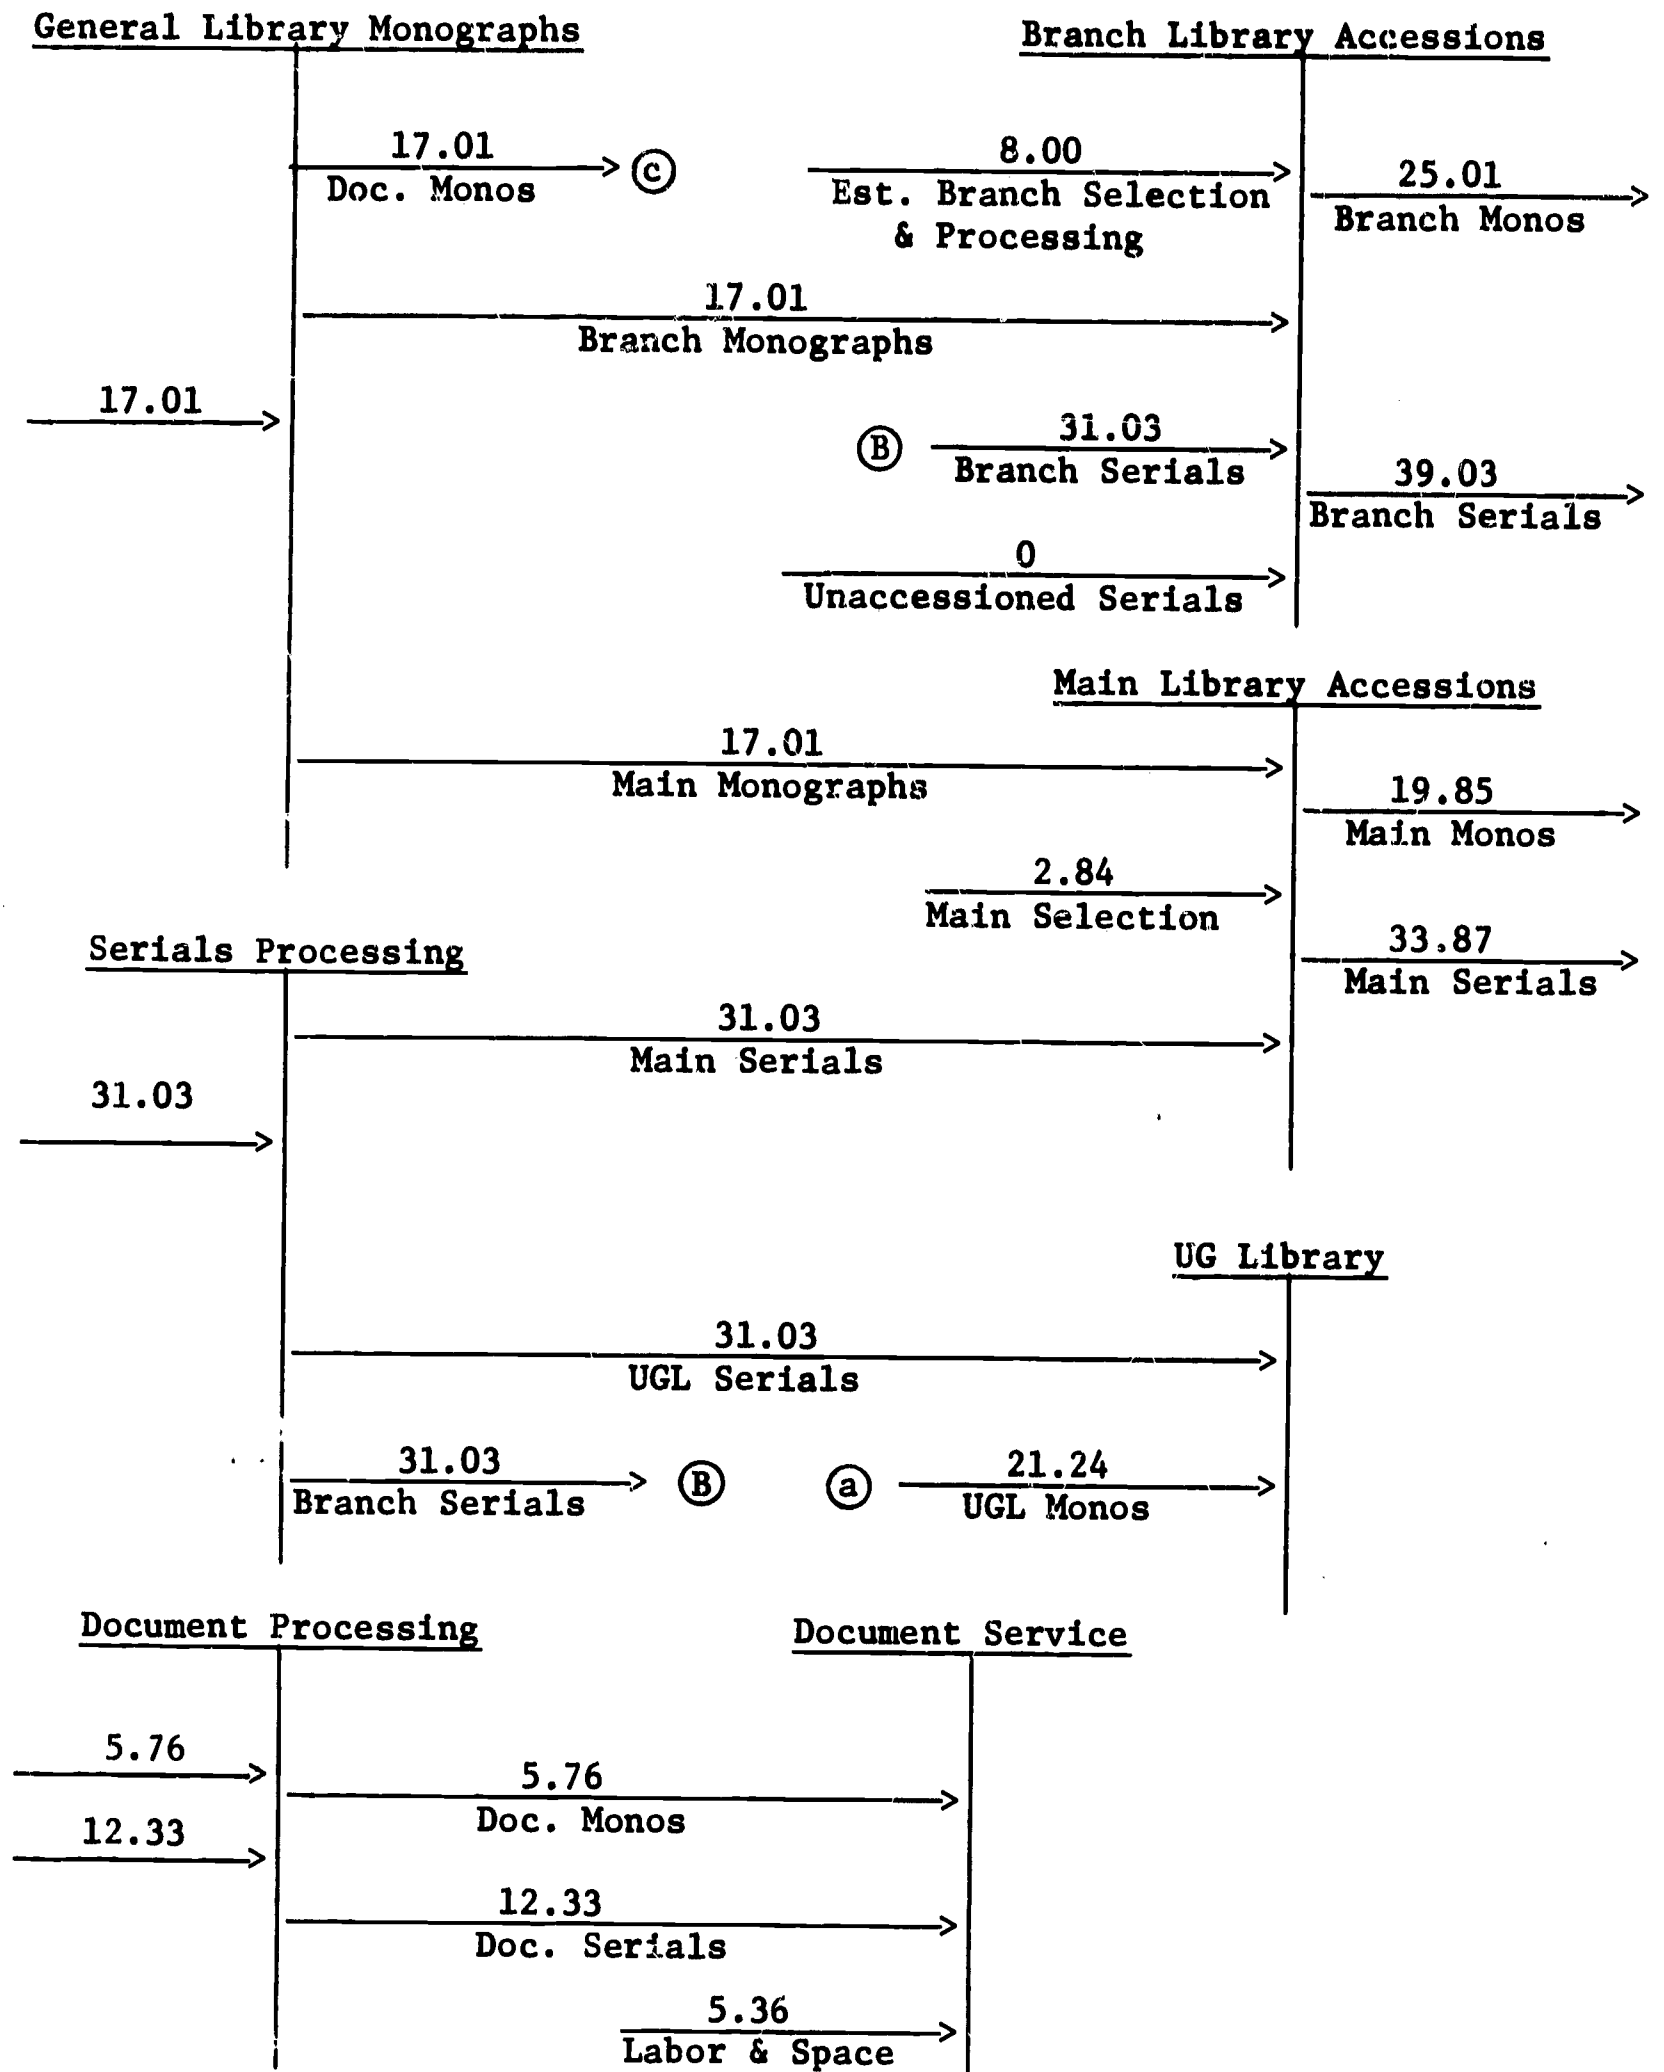 General Library Monographs
Branch Library Accessions
17.01
Doc. Monos
c
8.00
Est. Branch Selection
& Processing
25.01
Branch Monos
17.01
Branch Monographs
17.01
B
31.03
Branch Serials
39.03
Branch Serials
0
Unaccessioned Serials
Main Library Accessions
17.01
Main Monographs
19.85
Main Monos
2.84
Main Selection
33.87
Main Serials
Serials Processing
31.03
Main Serials
31.03
UG Library
31.03
UGL Serials
31.03
Branch Serials
B
a
21.24
UGL Monos
Document Processing
Document Service
5.76
5.76
Doc. Monos
12.33
12.33
Doc. Serials
5.36
Labor & Space